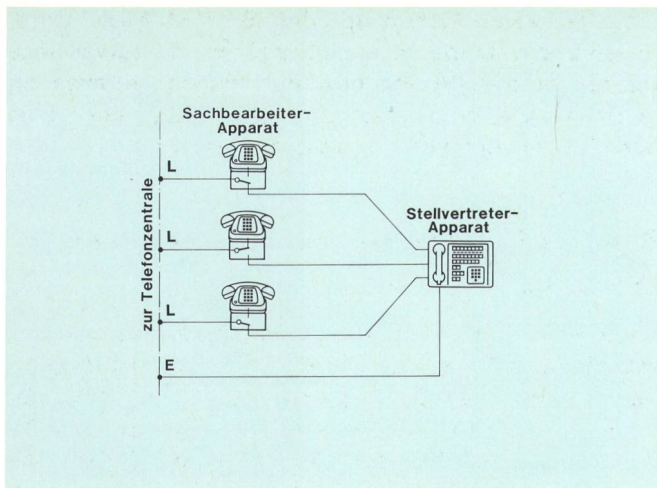 Sachbearbeiter-
Apparat
L
Stellvertreter-
Apparat
L
L
E
zur Telefonzentrale